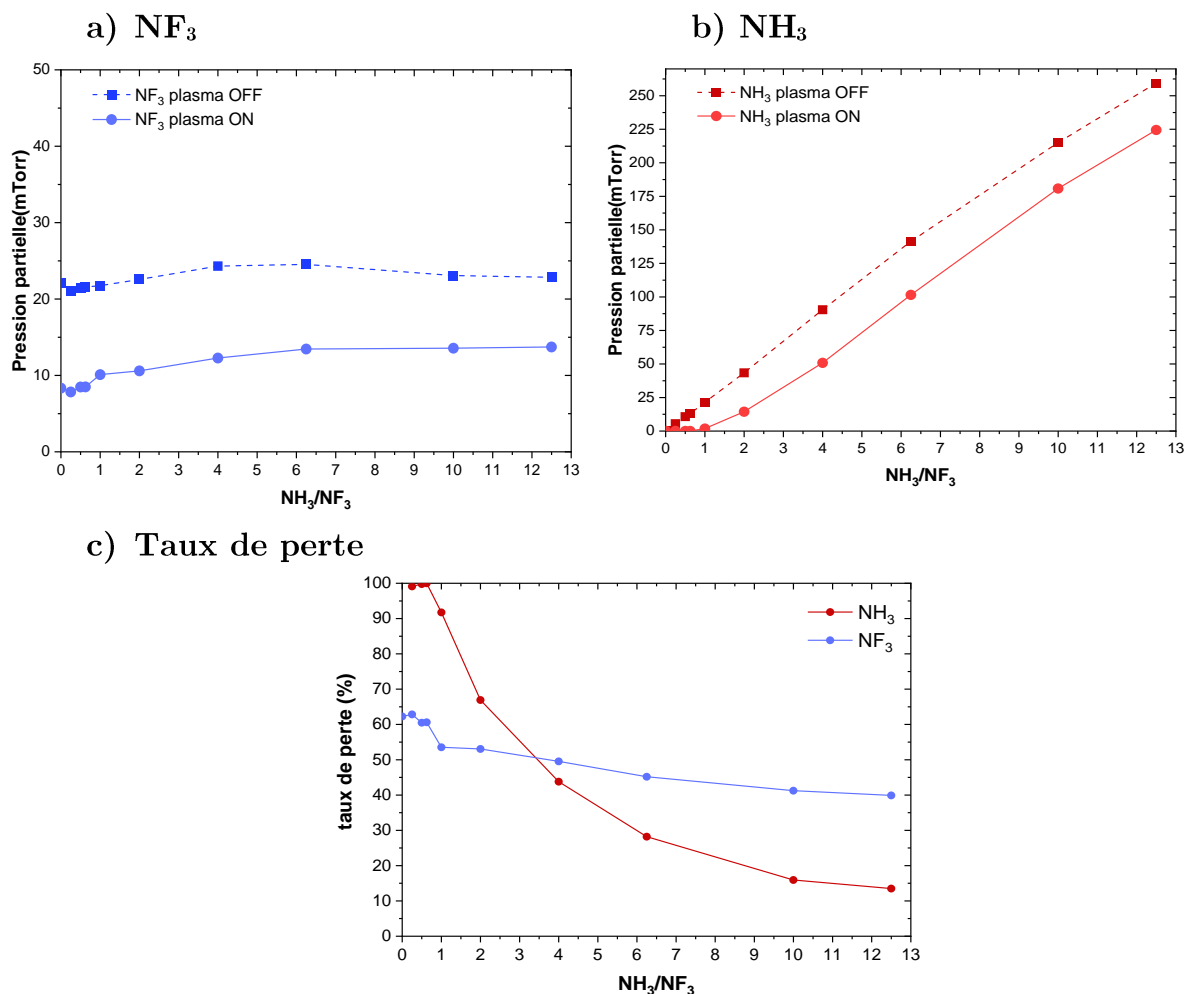 a) NF₃
b) NH₃
50
40
30
20
10
0
Pression partielle(mTorr)
NF₃ plasma OFF
NF₃ plasma ON
0 1 2 3 4 5 6 7 8 9 10 11 12 13
NH₃/NF₃
250
225
200
175
150
125
100
75
50
25
0
Pression partielle(mTorr)
NH₃ plasma OFF
NH₃ plasma ON
0 1 2 3 4 5 6 7 8 9 10 11 12 13
NH₃/NF₃
c) Taux de perte
100
90
80
70
60
50
40
30
20
10
0
taux de perte (%)
NH₃
NF₃
0 1 2 3 4 5 6 7 8 9 10 11 12 13
NH₃/NF₃